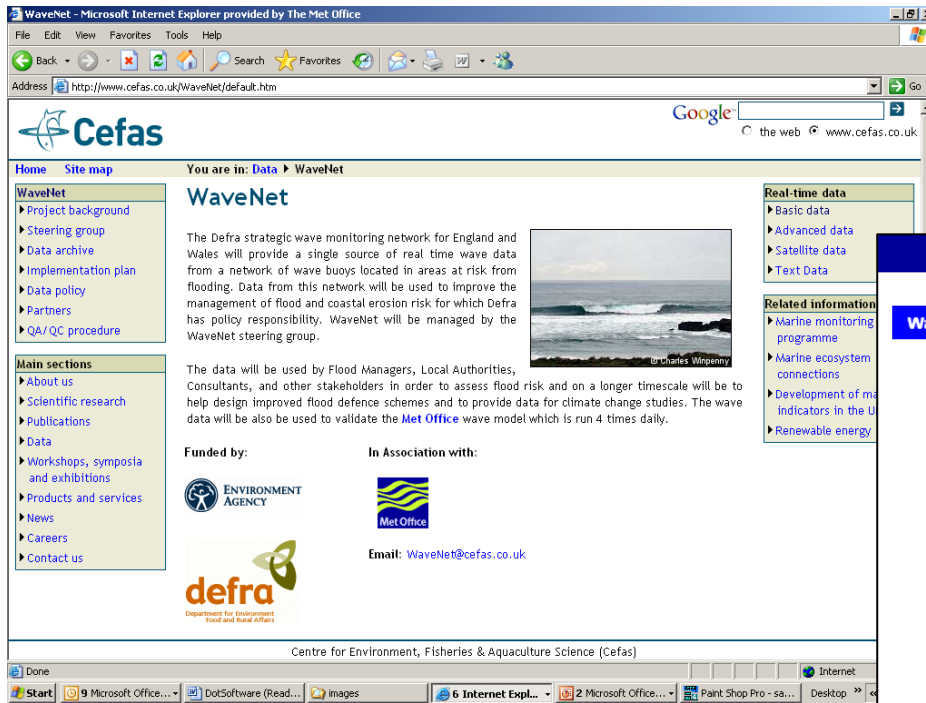 WaveNet - Microsoft Internet Explorer provided by The Met Office
File Edit View Favorites Tools Help
Back Search Favorites
Address http://www.cefas.co.uk/WaveNet/default.htm Go
Cefas
Google
the web www.cefas.co.uk
Home Site map You are in: Data WaveNet
WaveNet
Project background
Steering group
Data archive
Implementation plan
Data policy
Partners
QA/QC procedure
Main sections
About us
Scientific research
Publications
Data
Workshops, symposia
and exhibitions
Products and services
News
Careers
Contact us
WaveNet
The Defra strategic wave monitoring network for England and
Wales will provide a single source of real time wave data
from a network of wave buoys located in areas at risk from
flooding. Data from this network will be used to improve the
management of flood and coastal erosion risk for which Defra
has policy responsibility. WaveNet will be managed by the
WaveNet steering group.
© Charles Winpenny
The data will be used by Flood Managers, Local Authorities,
Consultants, and other stakeholders in order to assess flood risk and on a longer timescale will be to
help design improved flood defence schemes and to provide data for climate change studies. The wave
data will be also be used to validate the Met Office wave model which is run 4 times daily.
Funded by: In Association with:
ENVIRONMENT
AGENCY
Met Office
defra
Department for Environment
Food and Rural Affairs
Email: WaveNet@cefas.co.uk
Real-time data
Basic data
Advanced data
Satellite data
Text Data
Related information
Marine monitoring
programme
Marine ecosystem
connections
Development of ma
indicators in the U
Renewable energy
Wa
Centre for Environment, Fisheries & Aquaculture Science (Cefas)
Done Internet
Start 9 Microsoft Office... DotSoftware (Read... images 6 Internet Expl... 2 Microsoft Office... Paint Shop Pro - sa... Desktop